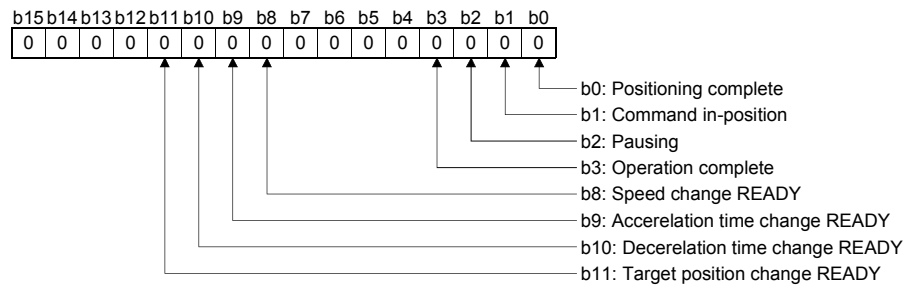 b15 b14 b13 b12 b11 b10 b9 b8 b7 b6 b5 b4 b3 b2 b1 b0
0 0 0 0 0 0 0 0 0 0 0 0 0 0 0 0
b0: Positioning complete
b1: Command in-position
b2: Pausing
b3: Operation complete
b8: Speed change READY
b9: Accerelation time change READY
b10: Decerelation time change READY
b11: Target position change READY